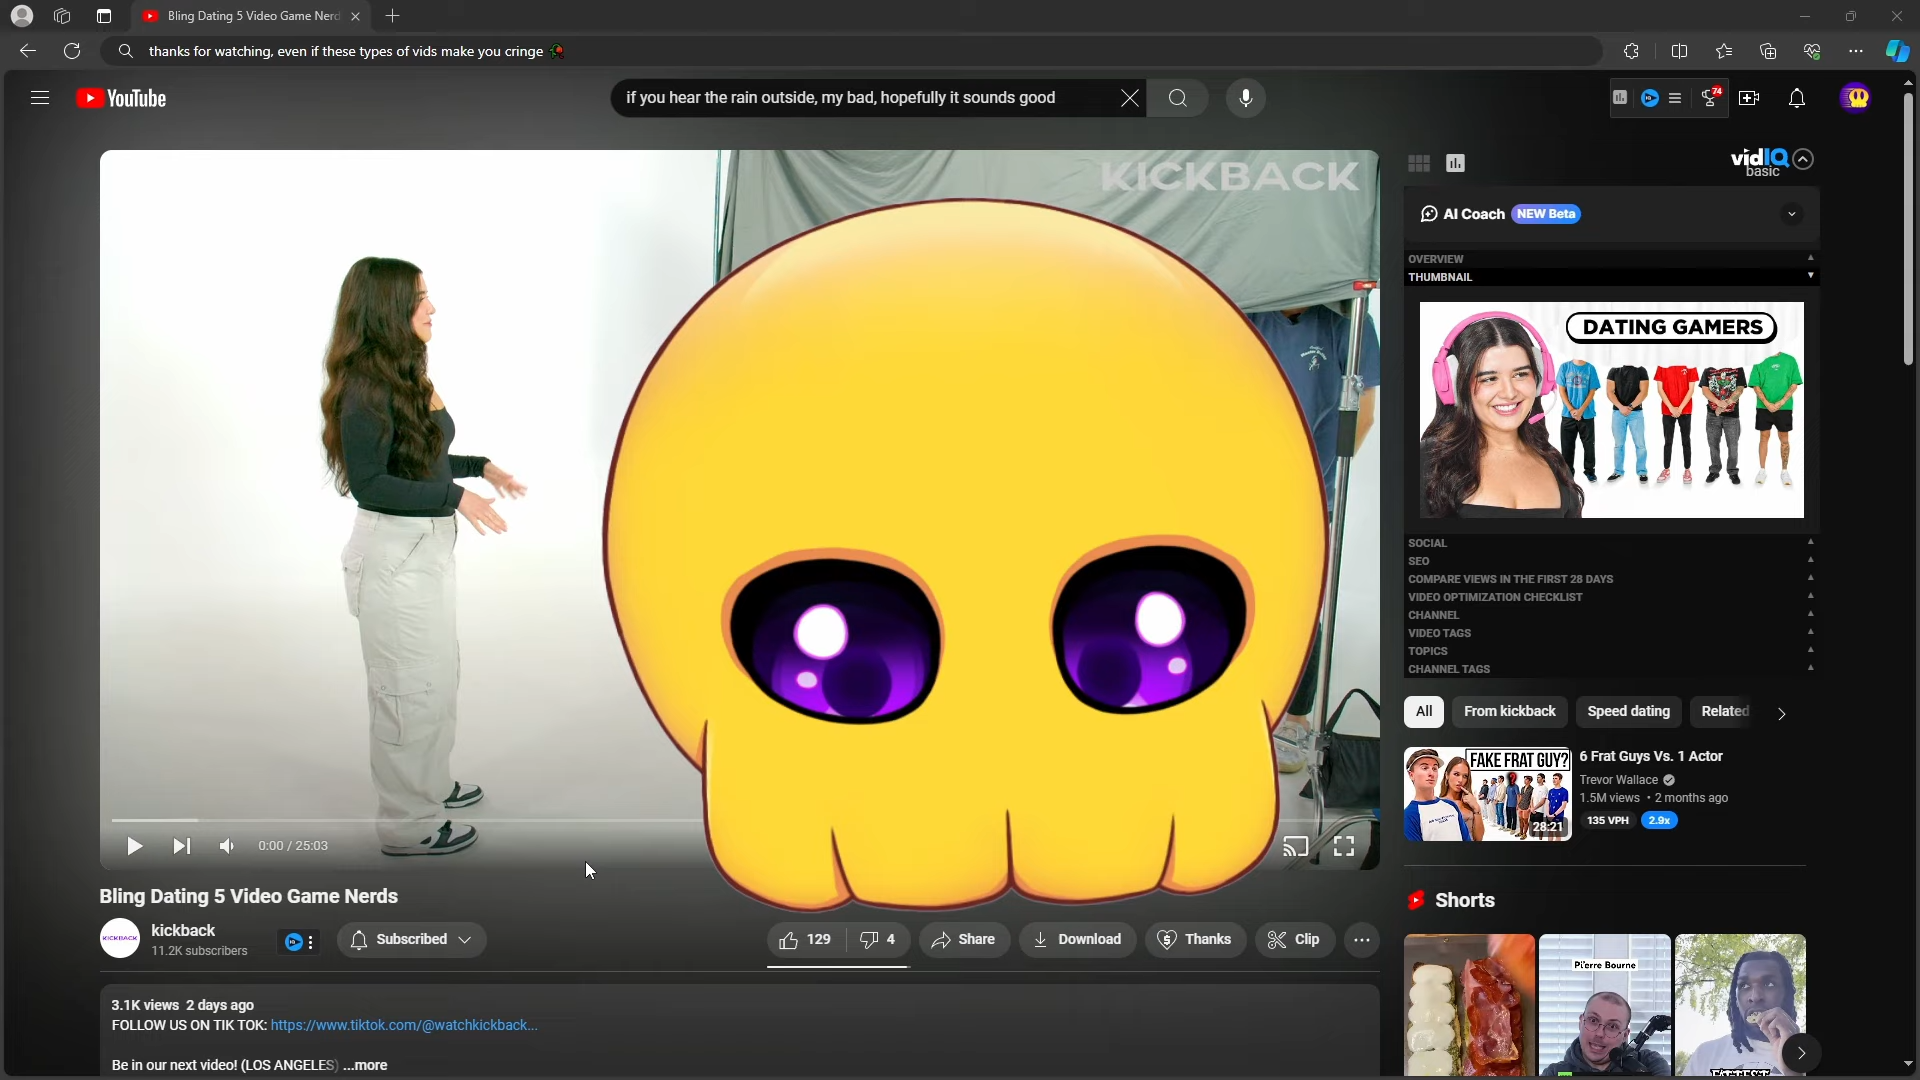 Bling Dating 5 Video Game Nerd
thanks for watching, even if these types of vids make you cringe
YouTube
if you hear the rain outside, my bad, hopefully it sounds good
74
KICKBACK
vidIQ
basic
AI Coach NEW Beta
OVERVIEW
THUMBNAIL
DATING GAMERS
SOCIAL
SEO
COMPARE VIEWS IN THE FIRST 28 DAYS
VIDEO OPTIMIZATION CHECKLIST
CHANNEL
VIDEO TAGS
TOPICS
CHANNEL TAGS
All
From kickback
Speed dating
Related
FAKE FRAT GUY?
28:21
6 Frat Guys Vs. 1 Actor
Trevor Wallace
1.5M views • 2 months ago
135 VPH 2.9x
0:00 / 25:03
Bling Dating 5 Video Game Nerds
KICKBACK
kickback
11.2K subscribers
Subscribed
129
4
Share
Download
Thanks
Clip
Shorts
Pi'erre Bourne
3.1K views 2 days ago
FOLLOW US ON TIK TOK: https://www.tiktok.com/@watchkickback...
Be in our next video! (LOS ANGELES) ...more